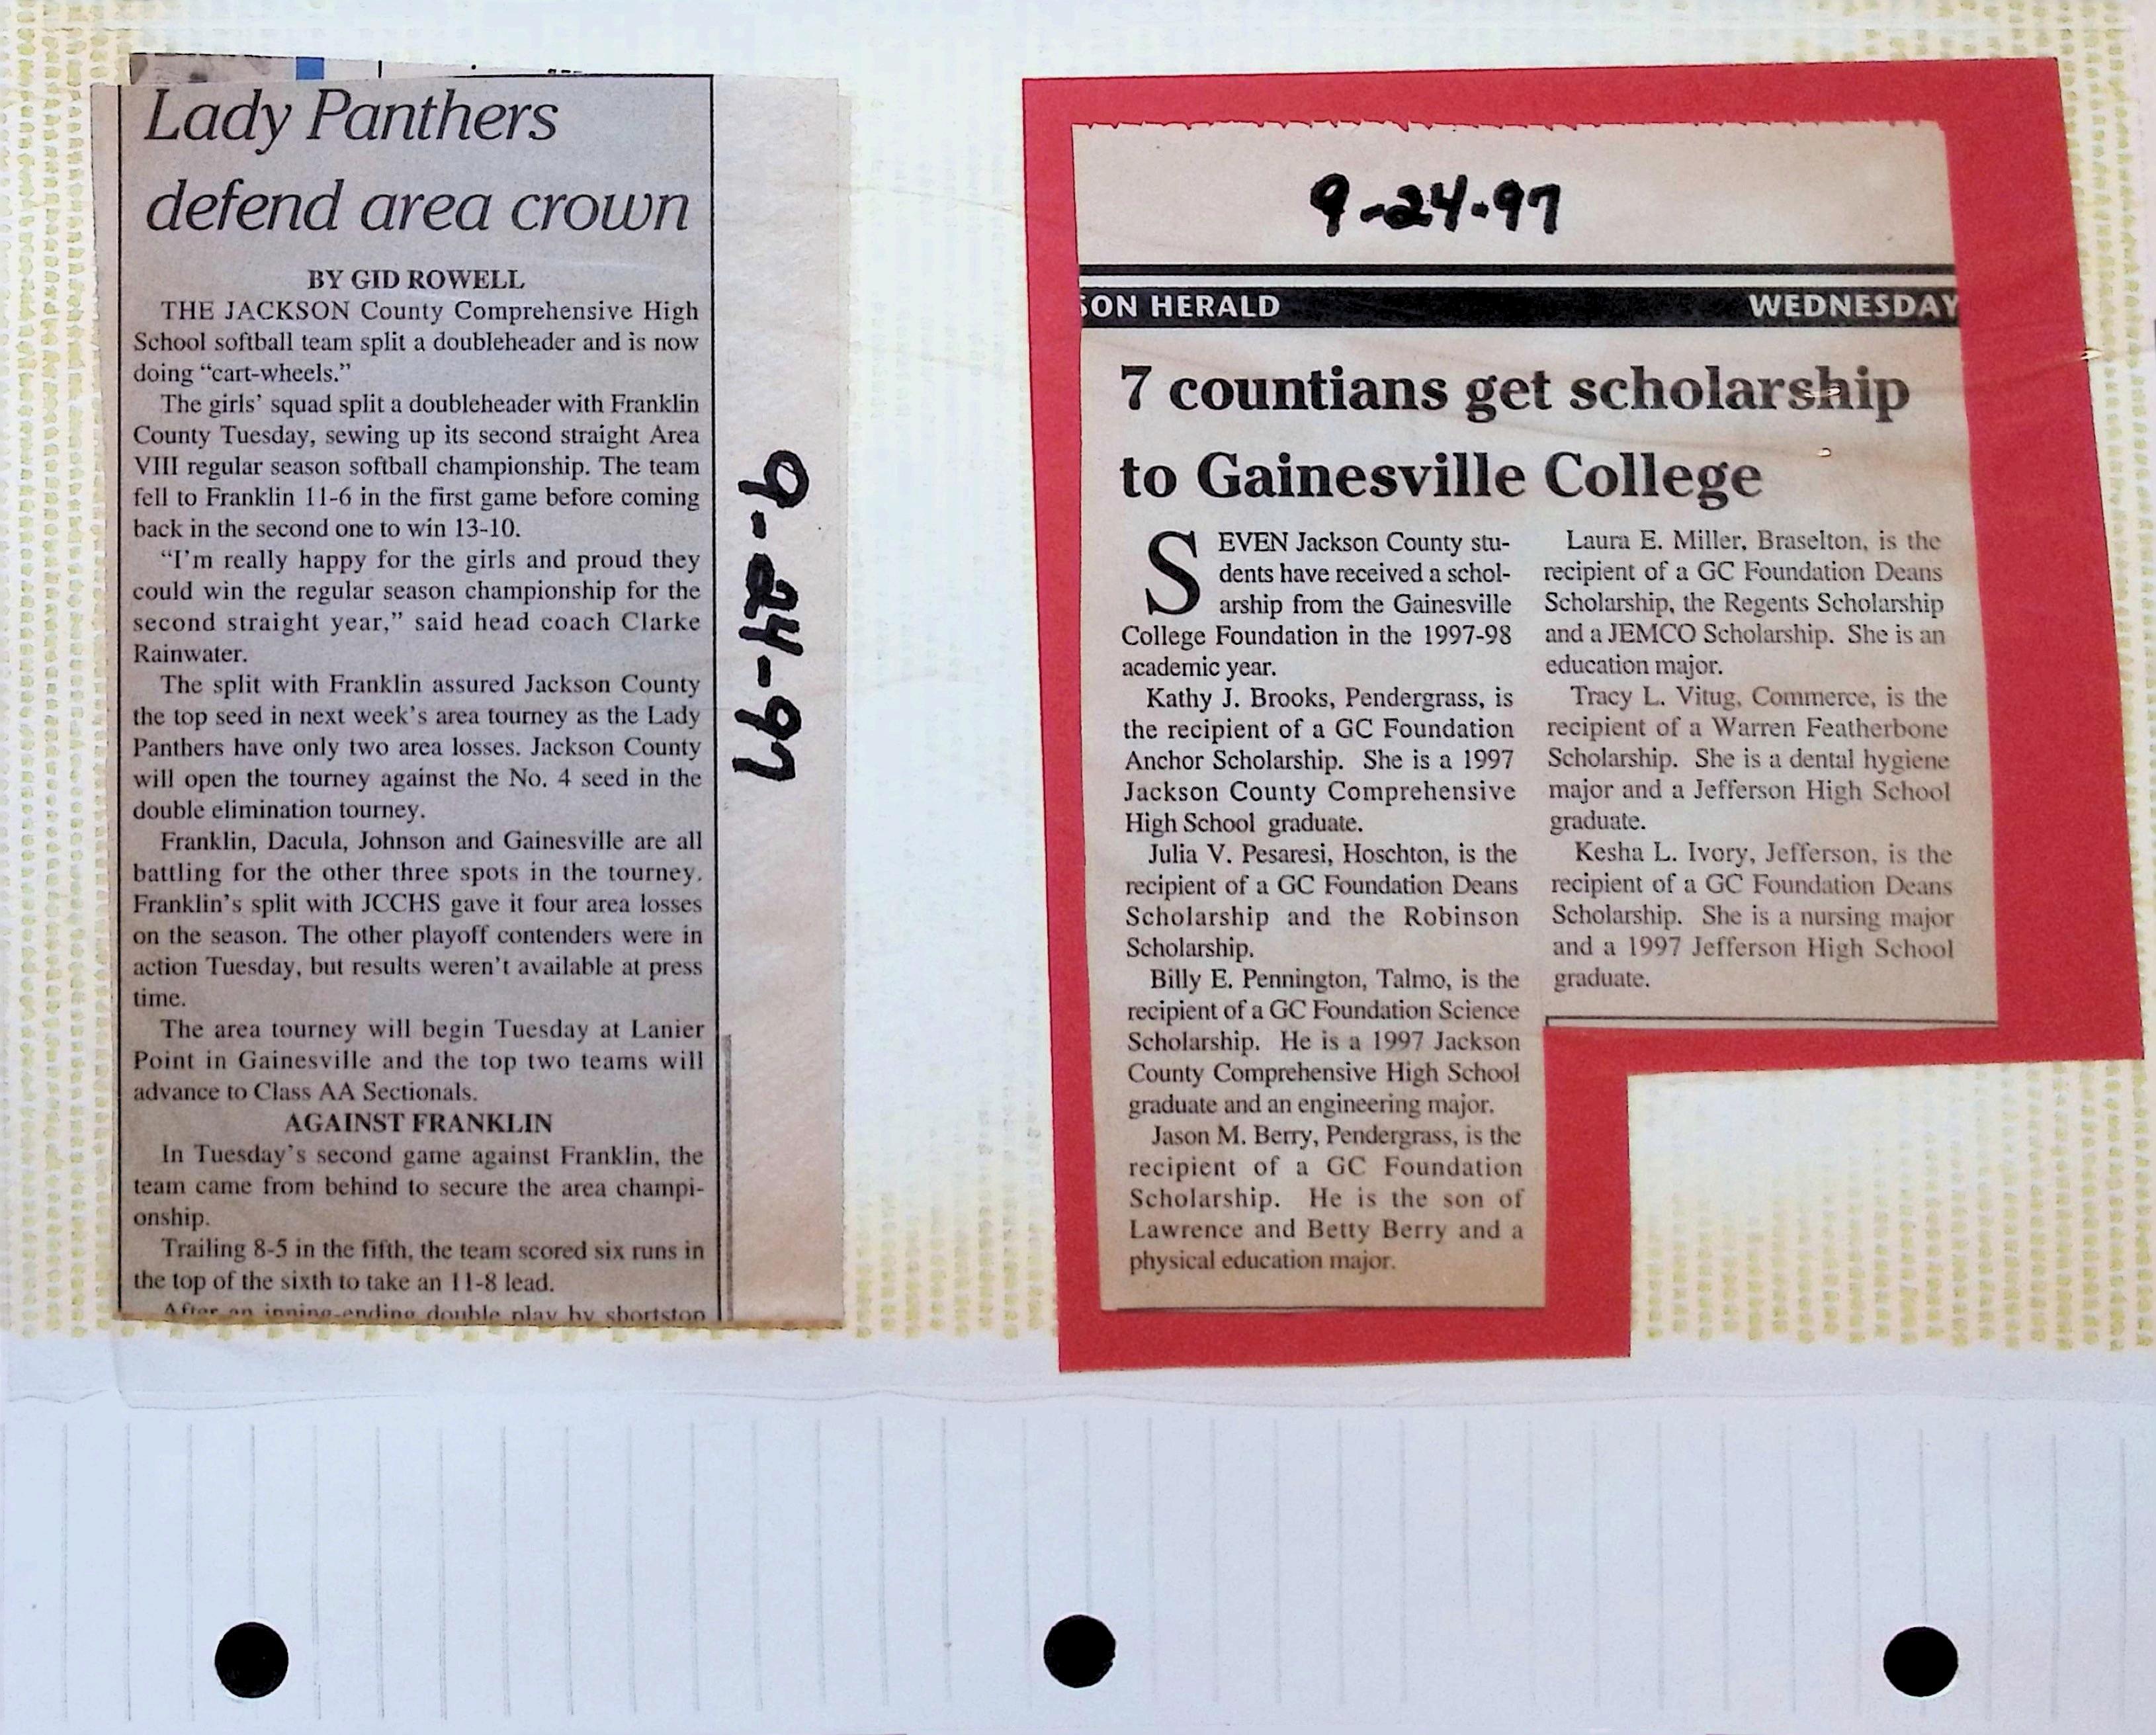 Lady Panthers
defend area crown
BY GID ROWELL
THE JACKSON County Comprehensive High
School softball team split a doubleheader and is now
doing “cart-wheels.”
The girls’ squad split a doubleheader with Franklin
County Tuesday, sewing up its second straight Area
VIII regular season softball championship. The team
fell to Franklin 11-6 in the first game before coming
back in the second one to win 13-10.
“I’m really happy for the girls and proud they
could win the regular season championship for the
second straight year,” said head coach Clarke
Rainwater.
The split with Franklin assured Jackson County
the top seed in next week’s area tourney as the Lady
Panthers have only two area losses. Jackson County
will open the tourney against the No. 4 seed in the
double elimination tourney.
Franklin, Dacula, Johnson and Gainesville are all
battling for the other three spots in the tourney.
Franklin’s split with JCCHS gave it four area losses
on the season. The other playoff contenders were in
action Tuesday, but results weren’t available at press
time.
The area tourney will begin Tuesday at Lanier
Point in Gainesville and the top two teams will
advance to Class AA Sectionals.
AGAINST FRANKLIN
In Tuesday’s second game against Franklin, the
team came from behind to secure the area champi-
onship.
Trailing 8-5 in the fifth, the team scored six runs in
the top of the sixth to take an 11-8 lead.
After an inning-ending double play by shortstop
9-24-97
9-24-97
SON HERALD WEDNESDAY
7 countians get scholarship
to Gainesville College
SEVEN Jackson County stu-
dents have received a schol-
arship from the Gainesville
College Foundation in the 1997-98
academic year.
Kathy J. Brooks, Pendergrass, is
the recipient of a GC Foundation
Anchor Scholarship. She is a 1997
Jackson County Comprehensive
High School graduate.
Julia V. Pesaresi, Hoschton, is the
recipient of a GC Foundation Deans
Scholarship and the Robinson
Scholarship.
Billy E. Pennington, Talmo, is the
recipient of a GC Foundation Science
Scholarship. He is a 1997 Jackson
County Comprehensive High School
graduate and an engineering major.
Jason M. Berry, Pendergrass, is the
recipient of a GC Foundation
Scholarship. He is the son of
Lawrence and Betty Berry and a
physical education major.
Laura E. Miller, Braselton, is the
recipient of a GC Foundation Deans
Scholarship, the Regents Scholarship
and a JEMCO Scholarship. She is an
education major.
Tracy L. Vitug, Commerce, is the
recipient of a Warren Featherbone
Scholarship. She is a dental hygiene
major and a Jefferson High School
graduate.
Kesha L. Ivory, Jefferson, is the
recipient of a GC Foundation Deans
Scholarship. She is a nursing major
and a 1997 Jefferson High School
graduate.